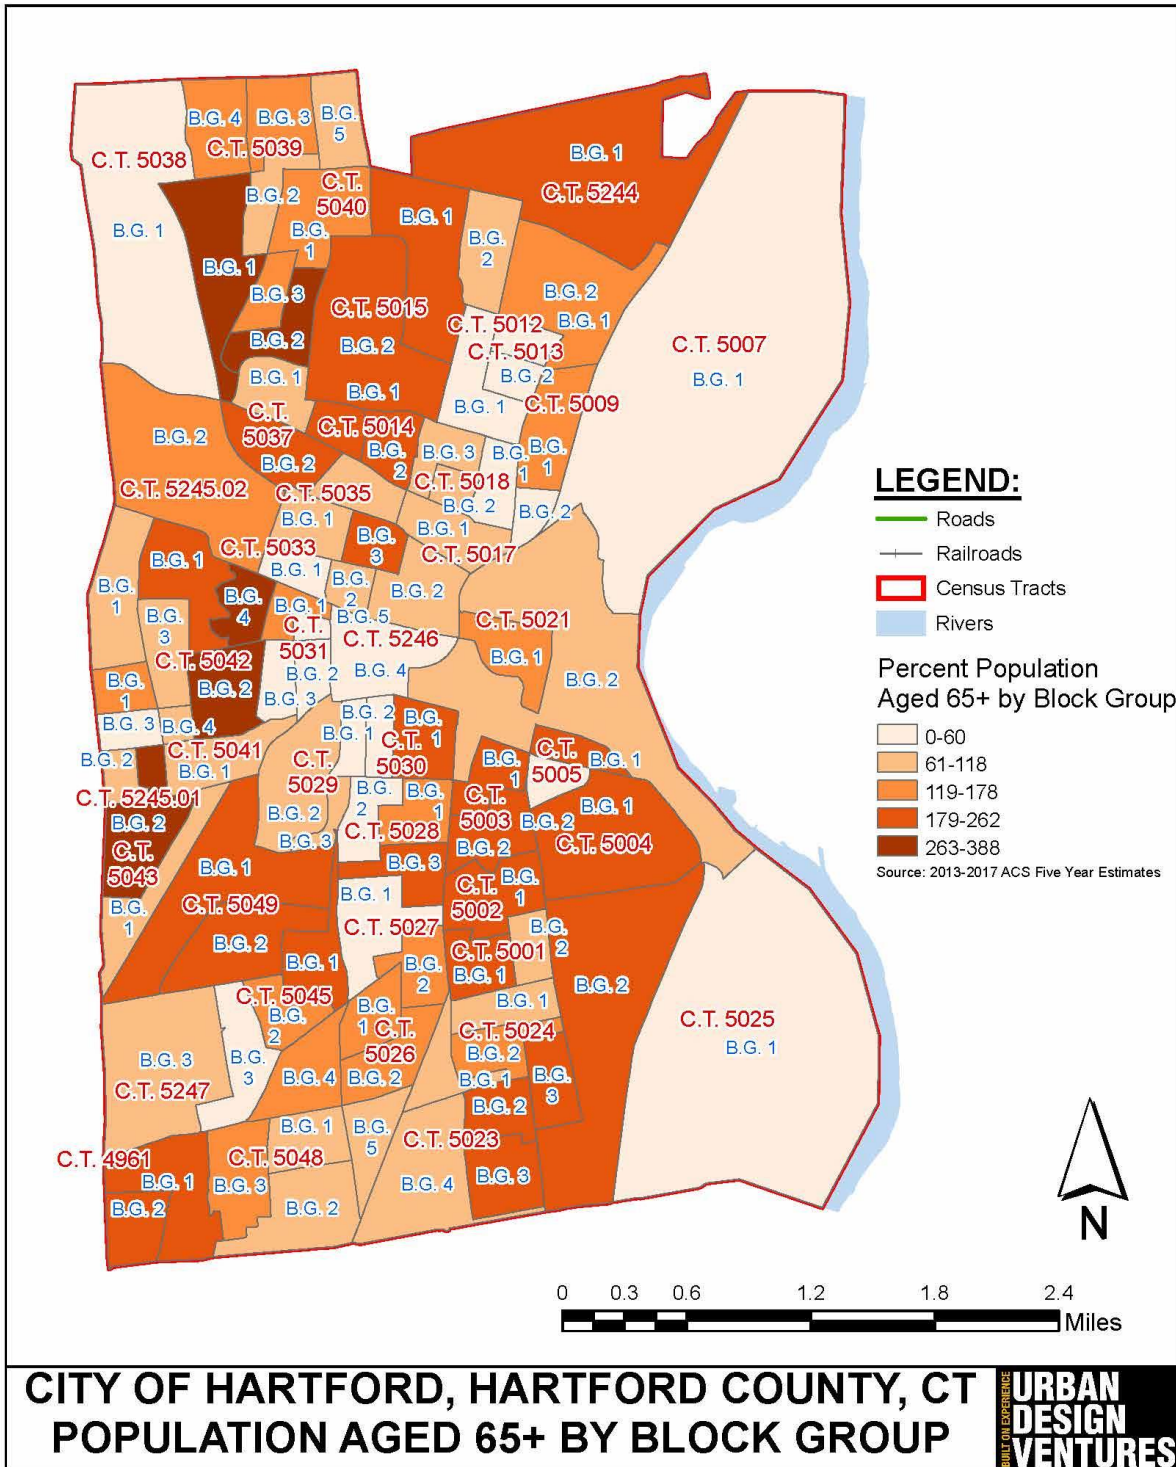 B.G. 4
B.G. 3
B.G.
5
C.T. 5039
C.T. 5038
B.G. 1
C.T. 5244
B.G. 2
C.T.
5040
B.G. 1
B.G. 1
B.G.
1
B.G.
2
B.G. 1
B.G. 3
B.G. 2
C.T. 5015
B.G. 2
B.G. 2
B.G. 1
C.T. 5012
C.T. 5013
C.T. 5007
B.G. 1
B.G. 2
B.G. 1
B.G. 2
B.G. 1
B.G. 1
B.G. 1
C.T. 5009
C.T.
5037
C.T. 5014
B.G. 2
B.G. 2
B.G.
2
B.G. 3
B.G.
1
B.G.
1
C.T. 5018
C.T. 5245.02
C.T. 5035
B.G. 2
B.G. 2
B.G. 1
B.G. 1
C.T. 5033
B.G. 3
C.T. 5017
B.G. 1
B.G. 1
B.G.
1
B.G.
2
B.G. 2
B.G.
4
B.G. 1
B.G. 5
C.T. 5021
B.G.
3
C.T.
5031
C.T. 5246
C.T. 5042
B.G. 1
B.G. 2
B.G. 4
B.G. 2
B.G.
1
B.G. 2
B.G. 3
B.G. 3
B.G. 4
B.G. 2
B.G.
1
B.G. 1
C.T.
5030
C.T. 5041
B.G. 2
B.G. 1
C.T.
5029
B.G.
1
C.T.
5005
B.G. 1
C.T. 5245.01
B.G.
2
B.G.
1
C.T.
5003
B.G. 1
B.G. 2
B.G. 2
C.T. 5028
B.G. 2
C.T. 5004
B.G. 3
B.G. 2
C.T.
5043
B.G. 1
B.G. 3
B.G. 1
C.T.
5002
B.G. 1
C.T. 5049
B.G.
1
C.T. 5027
B.G.
2
B.G. 2
C.T. 5001
B.G. 1
B.G.
2
B.G. 1
B.G. 2
C.T. 5045
B.G.
2
B.G.
1
B.G. 1
C.T.
5026
C.T. 5024
C.T. 5025
B.G. 1
B.G. 3
B.G.
3
B.G. 2
C.T. 5247
B.G. 4
B.G. 2
B.G. 1
B.G.
3
B.G. 2
B.G. 1
B.G.
5
C.T. 5023
C.T. 4961
C.T. 5048
B.G. 1
B.G. 3
B.G. 4
B.G. 3
B.G. 2
B.G. 2
LEGEND:
Roads
Railroads
Census Tracts
Rivers
Percent Population
Aged 65+ by Block Group
0-60
61-118
119-178
179-262
263-388
Source: 2013-2017 ACS Five Year Estimates
N
0 0.3 0.6 1.2 1.8 2.4
Miles
CITY OF HARTFORD, HARTFORD COUNTY, CT
POPULATION AGED 65+ BY BLOCK GROUP
BUILT ON EXPERIENCE
URBAN
DESIGN
VENTURES